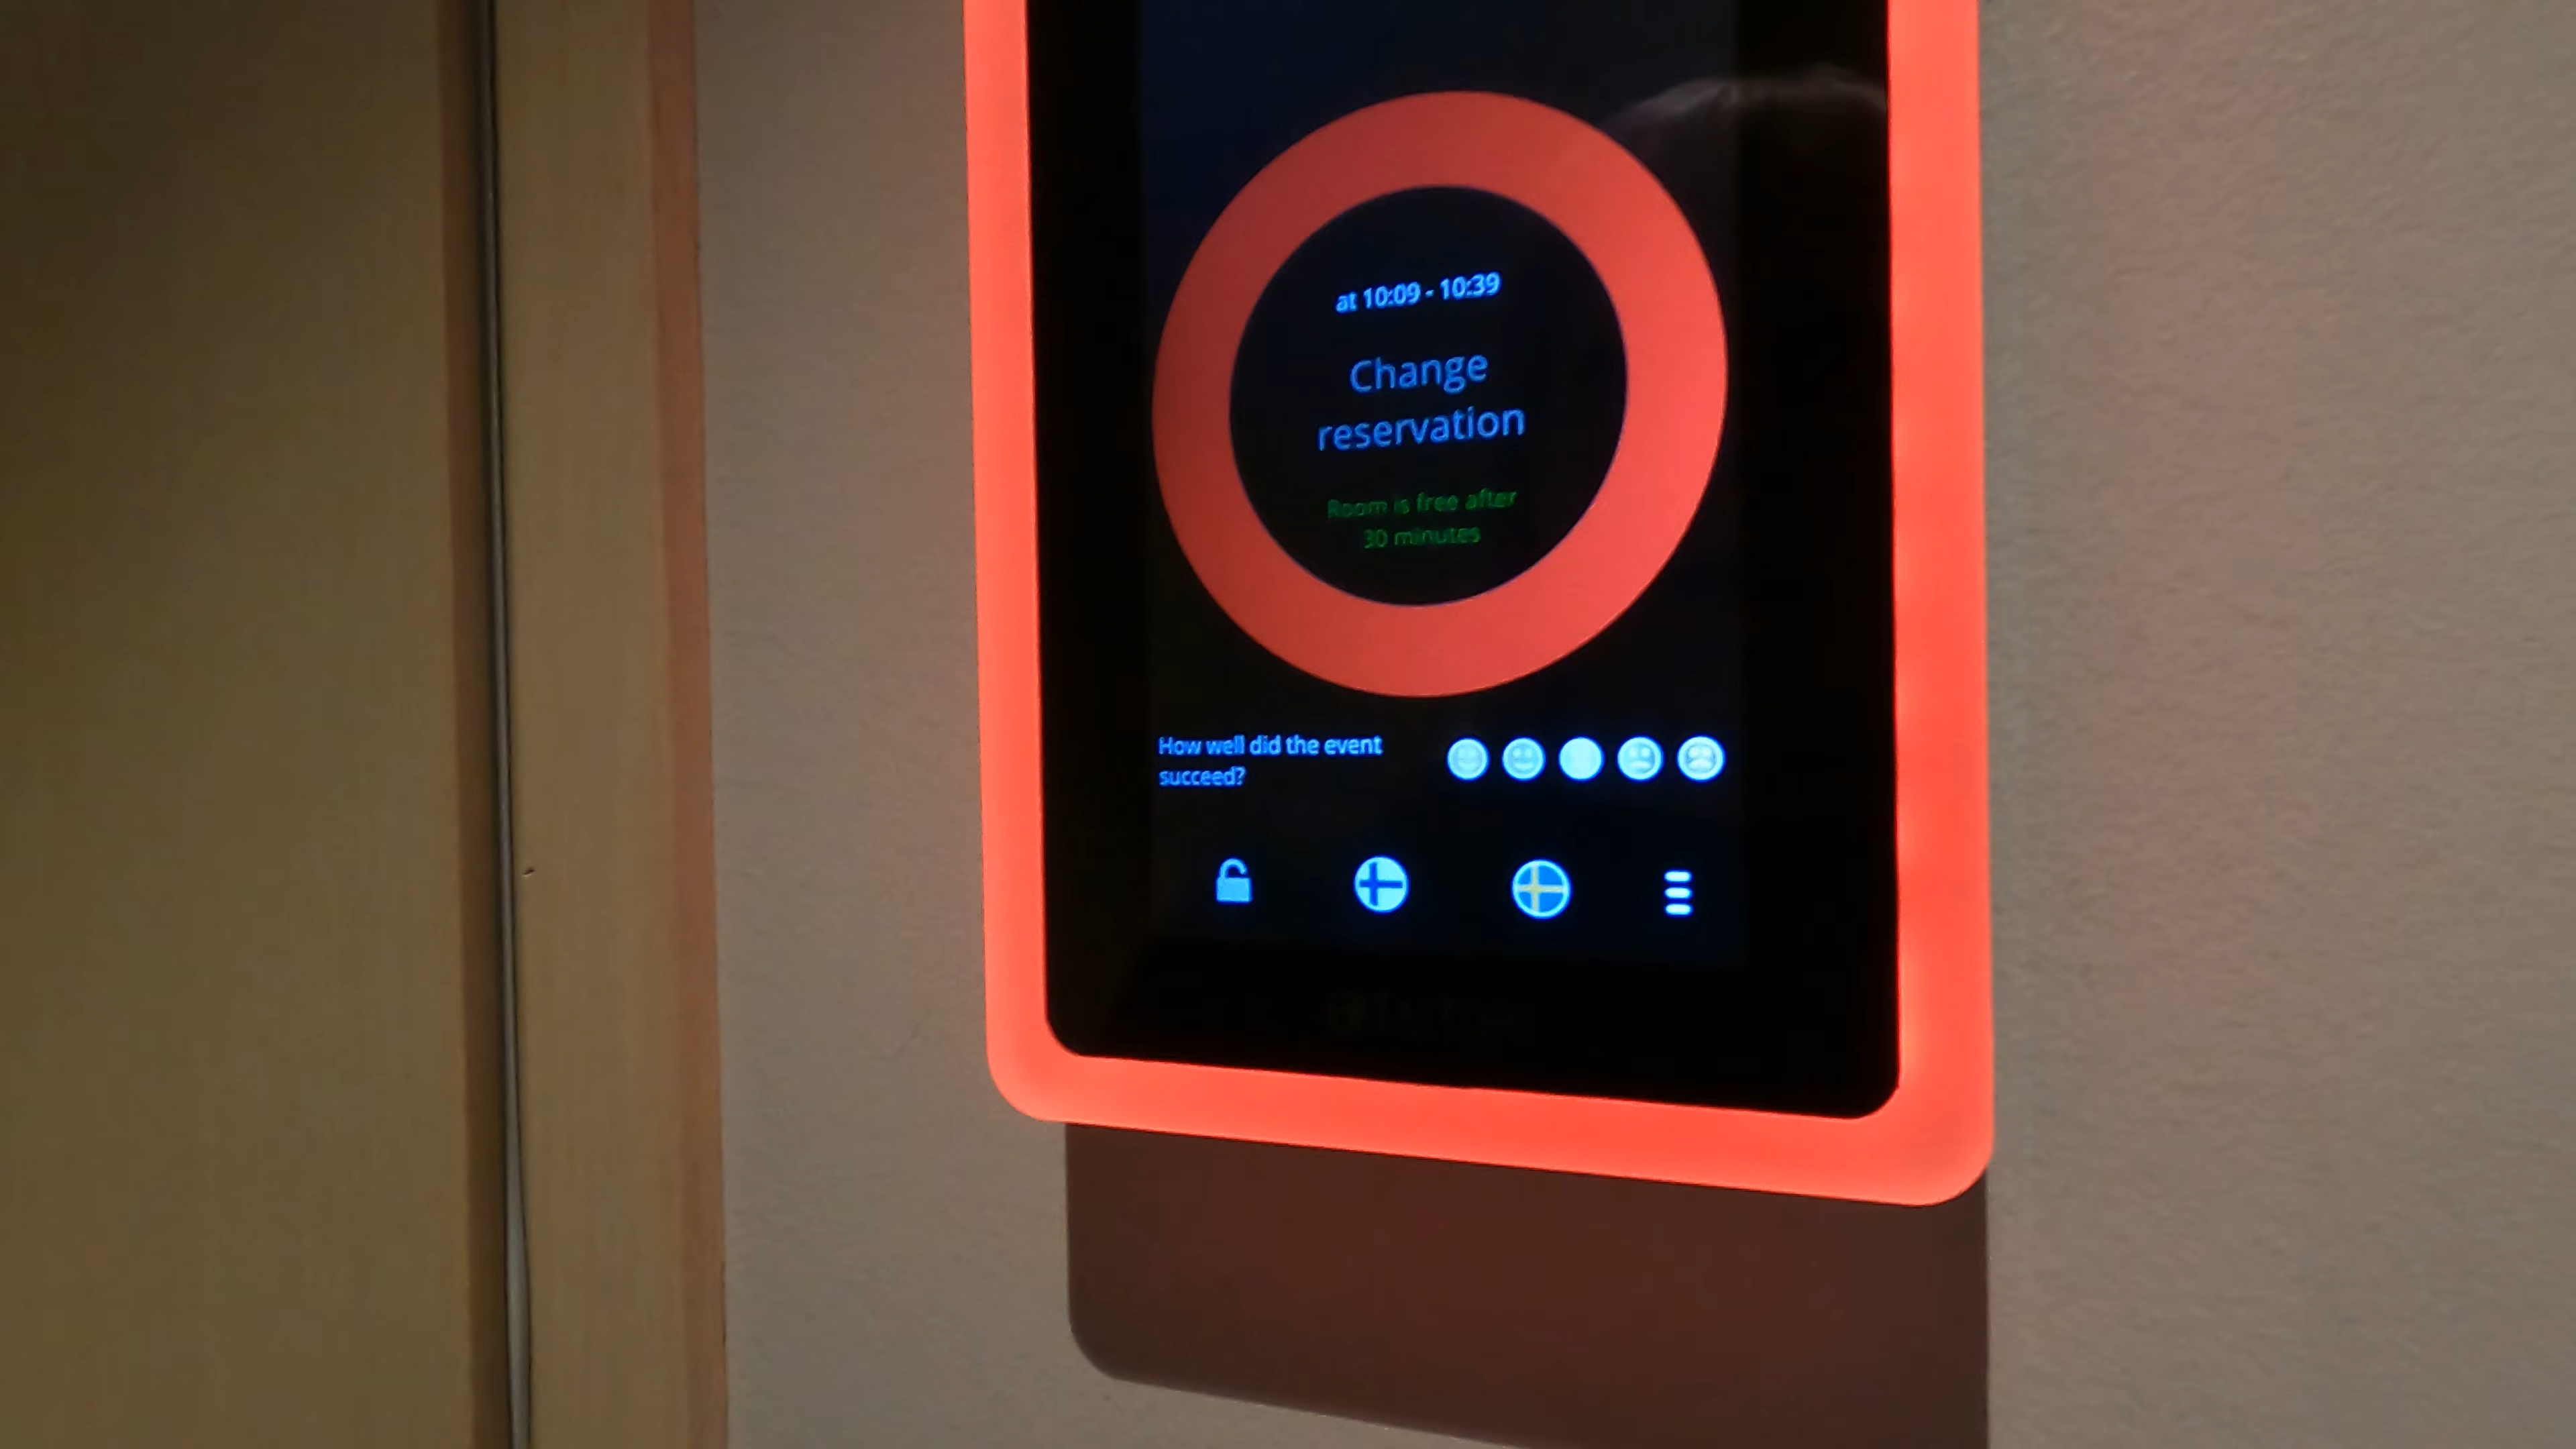 at 10:09 - 10:39
Change
reservation
Room is free after
30 minutes
How well did the event
succeed?